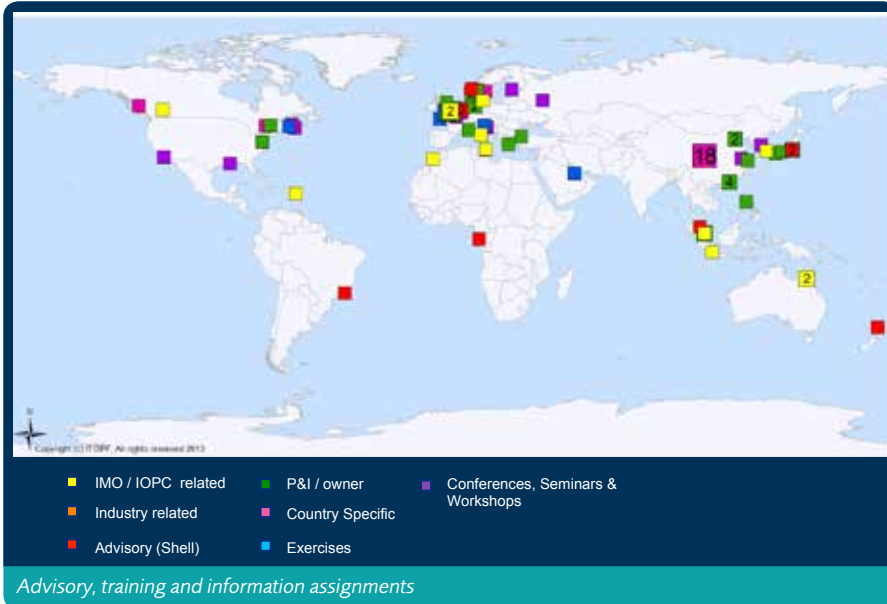 2
2
18
2
4
2
N
Copyright (c) ITOPF. All rights reserved 2013
IMO / IOPC related
Industry related
Advisory (Shell)
P&I / owner
Country Specific
Exercises
Conferences, Seminars &
Workshops
Advisory, training and information assignments